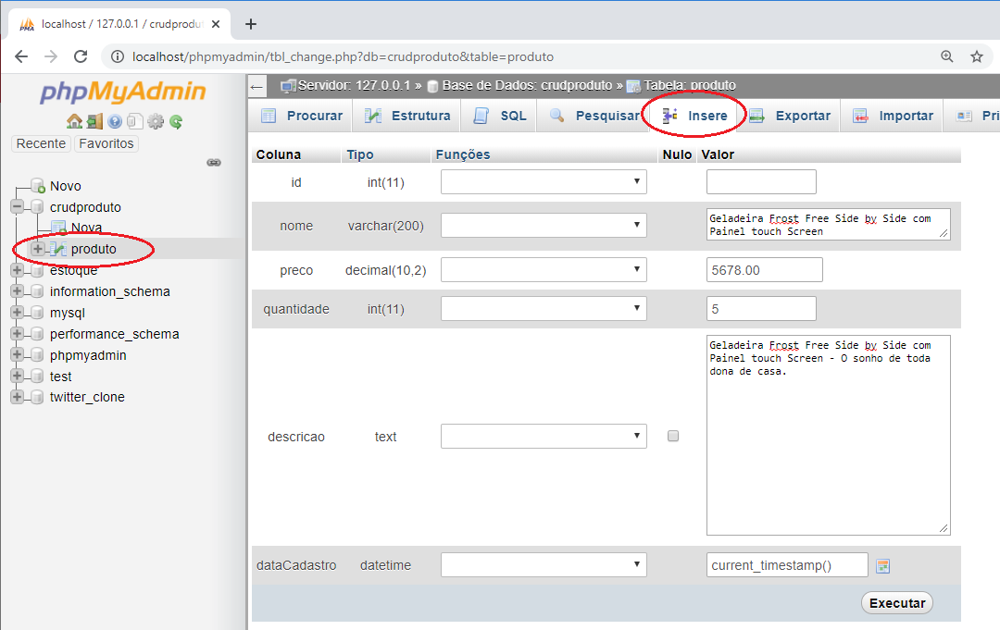 localhost / 127.0.0.1 / crudprodut
localhost/phpmyadmin/tbl_change.php?db=crudproduto&table=produto
phpMyAdmin
Recente Favoritos
Novo
crudproduto
Nova
produto
estoque
information_schema
mysql
performance_schema
phpmyadmin
test
twitter_clone
Servidor: 127.0.0.1 » Base de Dados: crudproduto » Tabela: produto
Procurar Estrutura SQL Pesquisar Insere Exportar Importar Pri
Coluna Tipo Funções Nulo Valor
id int(11)
nome varchar(200) Geladeira Frost Free Side by Side com
Painel touch Screen
preco decimal(10,2) 5678.00
quantidade int(11) 5
Geladeira Frost Free Side by Side com
Painel touch Screen - O sonho de toda
dona de casa.
descricao text
dataCadastro datetime current_timestamp()
Executar